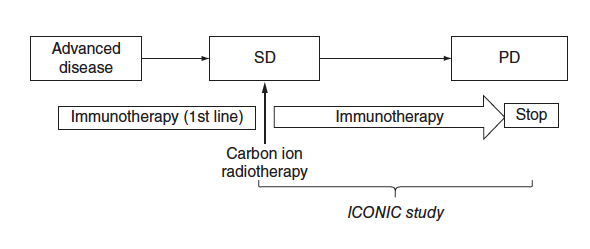 Advanced
disease
SD
PD
Immunotherapy (1st line)
Immunotherapy
Stop
Carbon ion
radiotherapy
ICONIC study